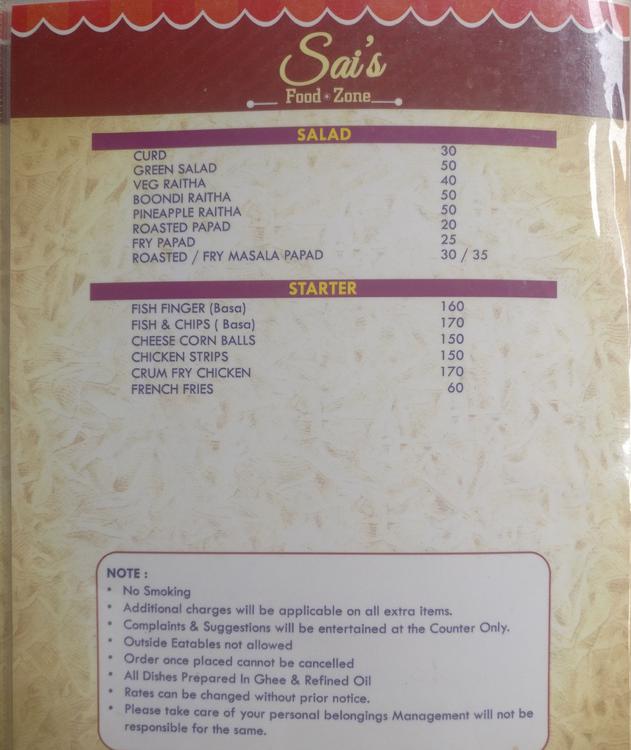 Sai's
Food Zone
SALAD
CURD 30
GREEN SALAD 50
VEG RAITHA 40
BOONDI RAITHA 50
PINEAPPLE RAITHA 50
ROASTED PAPAD 20
FRY PAPAD 25
ROASTED / FRY MASALA PAPAD 30 / 35
STARTER
FISH FINGER (Basa) 160
FISH & CHIPS ( Basa) 170
CHEESE CORN BALLS 150
CHICKEN STRIPS 150
CRUM FRY CHICKEN 170
FRENCH FRIES 60
NOTE :
• No Smoking
• Additional charges will be applicable on all extra items.
• Complaints & Suggestions will be entertained at the Counter Only.
• Outside Eatables not allowed
• Order once placed cannot be cancelled
• All Dishes Prepared In Ghee & Refined Oil
• Rates can be changed without prior notice.
• Please take care of your personal belongings Management will not be
responsible for the same.